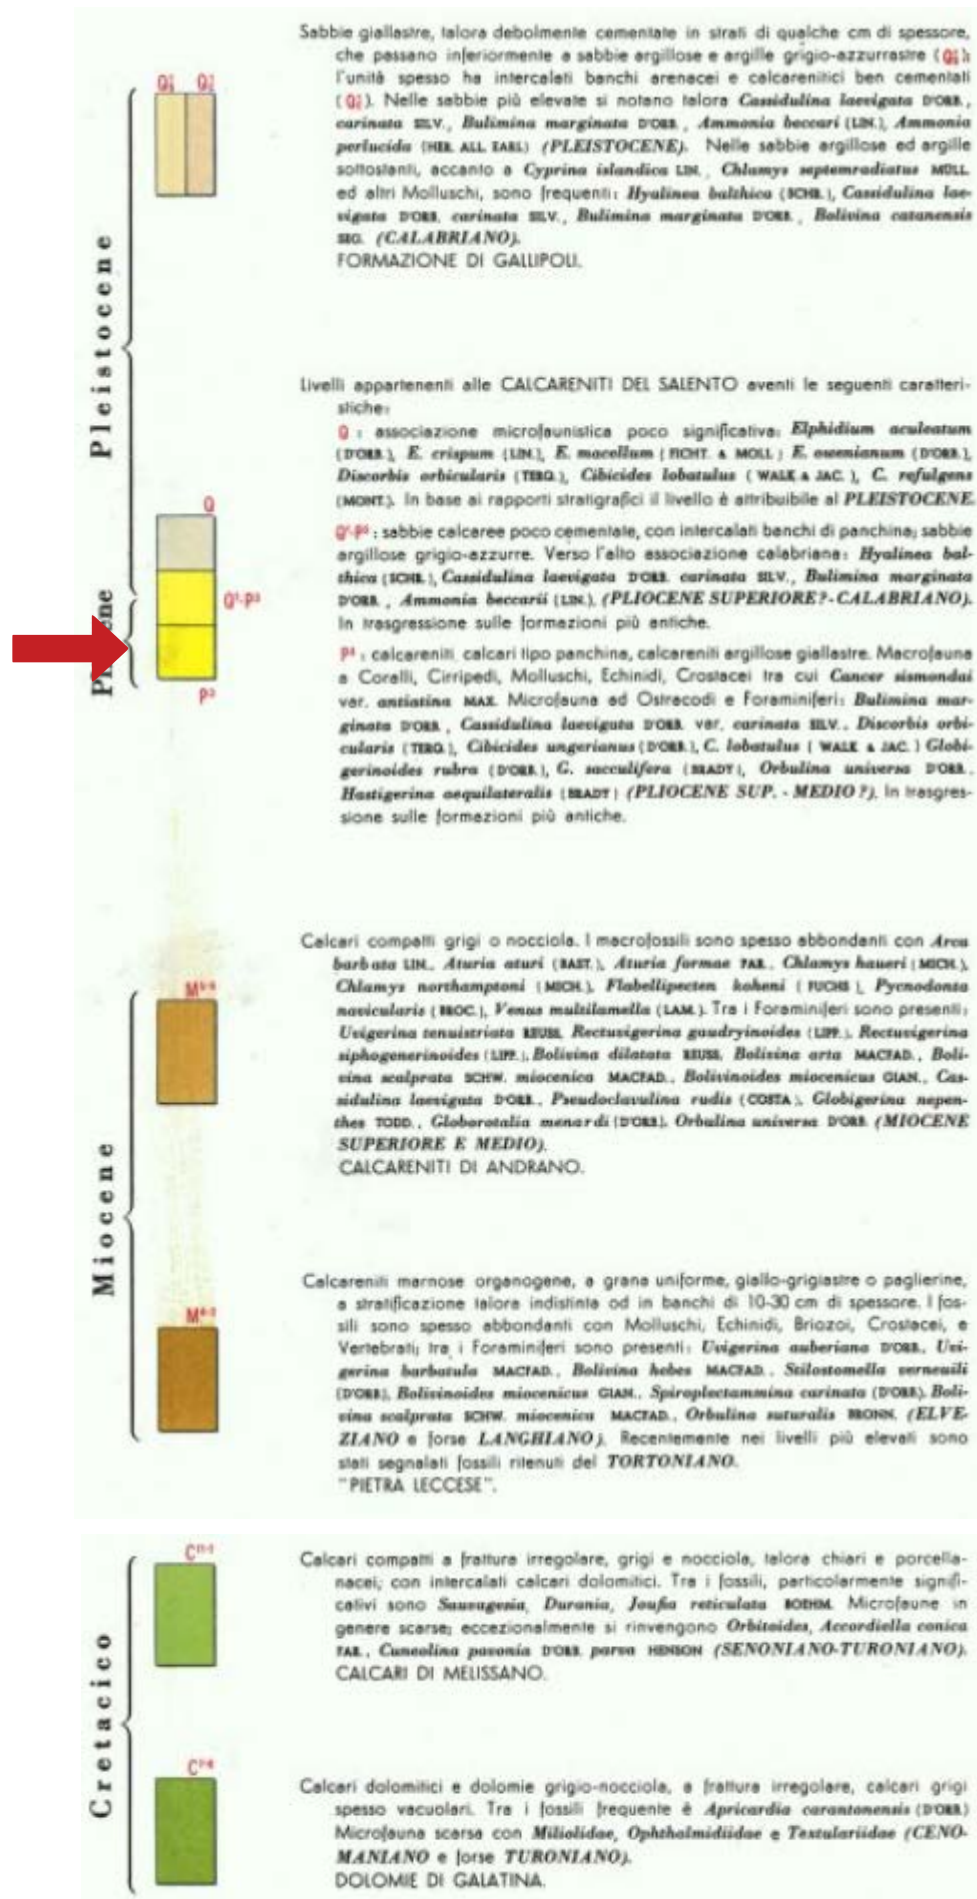 Sabbie giallastre, talora debolmente cementate in strati di qualche cm di spessore,
che passano inferiormente a sabbie argillose e argille grigio-azzurrastre (
l'unità spesso ha intercalati banchi arenacei e calcarenitici ben cementati
( ). Nelle sabbie più elevate si notano talora Cassidulina laevigata D'ORB.,
carinata SILV., Bulimina marginata D'ORB., Ammonia beccari (LIN.), Ammonia
perlucida (HER. ALL. EARL) (PLEISTOCENE). Nelle sabbie argillose ed argille
sottostanti, accanto a Cyprina islandica LIN., Chlamys septemradiatus MÜLL.
ed altri Molluschi, sono frequenti: Hyalinea balthica (SCHR.), Cassidulina lae-
vigata D'ORB. carinata SILV., Bulimina marginata D'ORB., Bolivina catanensis
SEG. (CALABRIANO).
FORMAZIONE DI GALLIPOLI.
Pleistocene
Livelli appartenenti alle CALCARENITI DEL SALENTO aventi le seguenti caratteri-
stiche:
Q : associazione microfaunistica poco significativa: Elphidium aculeatum
(D'ORB.), E. crispum (LIN.), E. macellum (FICHT. & MOLL.) E. owenianum (D'ORB.),
Discorbis orbicularis (TERQ.), Cibicides lobatulus (WALK & JAC.), C. refulgens
(MONT.). In base ai rapporti stratigrafici il livello è attribuibile al PLEISTOCENE.
Q
Q¹-P³ : sabbie calcaree poco cementate, con intercalati banchi di panchina; sabbie
argillose grigio-azzurre. Verso l'alto associazione calabriana: Hyalinea bal-
thica (SCHR.), Cassidulina laevigata D'ORB. carinata SILV., Bulimina marginata
D'ORB., Ammonia beccarii (LIN.), (PLIOCENE SUPERIORE?-CALABRIANO).
In trasgressione sulle formazioni più antiche.
Q¹-P³
P³ : calcareniti, calcari tipo panchina, calcareniti argillose giallastre. Macrofauna
a Coralli, Cirripedi, Molluschi, Echinidi, Crostacei tra cui Cancer sismondai
var. antiatina MAX. Microfauna ad Ostracodi e Foraminiferi: Bulimina mar-
ginata D'ORB., Cassidulina laevigata D'ORB. var. carinata SILV., Discorbis orbi-
cularis (TERQ.), Cibicides ungerianus (D'ORB.), C. lobatulus (WALK & JAC.) Globi-
gerinoides rubra (D'ORB.), G. sacculifera (BRADY), Orbulina universa D'ORB.,
Hastigerina aequilateralis (BRADY) (PLIOCENE SUP. - MEDIO?). In trasgres-
sione sulle formazioni più antiche.
P³
Calcari compatti grigi o nocciola. I macrofossili sono spesso abbondanti con Arca
barbata LIN., Aturia aturi (BAST.), Aturia formae PAR., Chlamys haueri (MICH.),
Chlamys northamptoni (MICH.), Flabellipecten koheni (FUCHS), Pycnodonta
navicularis (BROC.), Venus multilamella (LAM.). Tra i Foraminiferi sono presenti:
Uvigerina tenuistriata REUSS, Rectuvigerina gaudryinoides (LIPP.), Rectuvigerina
siphogenerinoides (LIPP.), Bolivina dilatata REUSS, Bolivina arta MACFAD., Boli-
vina scalprata SCHW. miocenica MACFAD., Bolivinoides miocenicus GIAN., Cas-
sidulina laevigata D'ORB., Pseudoclavulina rudis (COSTA), Globigerina nepen-
thes TODD., Globorotalia menardi (D'ORB.), Orbulina universa D'ORB. (MIOCENE
SUPERIORE E MEDIO).
CALCARENITI DI ANDRANO.
Miocene
Calcareniti marnose organogene, a grana uniforme, giallo-grigiastre o paglierine,
a stratificazione talora indistinta od in banchi di 10-30 cm di spessore. I fos-
sili sono spesso abbondanti con Molluschi, Echinidi, Briozoi, Crostacei, e
Vertebrati; tra i Foraminiferi sono presenti: Uvigerina auberiana D'ORB., Uvi-
gerina barbatula MACFAD., Bolivina hebes MACFAD., Stilostomella verneuili
(D'ORB.), Bolivinoides miocenicus GIAN., Spiroplectammina carinata (D'ORB.), Boli-
vina scalprata SCHW. miocenica MACFAD., Orbulina suturalis BRONN. (ELVE-
ZIANO e forse LANGHIANO). Recentemente nei livelli più elevati sono
stati segnalati fossili ritenuti del TORTONIANO.
"PIETRA LECCESE".
Calcari compatti a frattura irregolare, grigi e nocciola, talora chiari e porcella-
nacei; con intercalati calcari dolomitici. Tra i fossili, particolarmente signifi-
cativi sono Sauvagesia, Durania, Joufia reticulata BOEHM. Microfaune in
genere scarse; eccezionalmente si rinvengono Orbitoides, Accordiella conica
FAR., Cuneolina pavonia D'ORB. parva HENSON (SENONIANO-TURONIANO).
CALCARI DI MELISSANO.
Cretacico
Calcari dolomitici e dolomie grigio-nocciola, a frattura irregolare, calcari grigi
spesso vacuolari. Tra i fossili frequente è Apricardia carantonensis (D'ORB.)
Microfauna scarsa con Miliolidae, Ophthalmidiidae e Textulariidae (CENO-
MANIANO e forse TURONIANO).
DOLOMIE DI GALATINA.